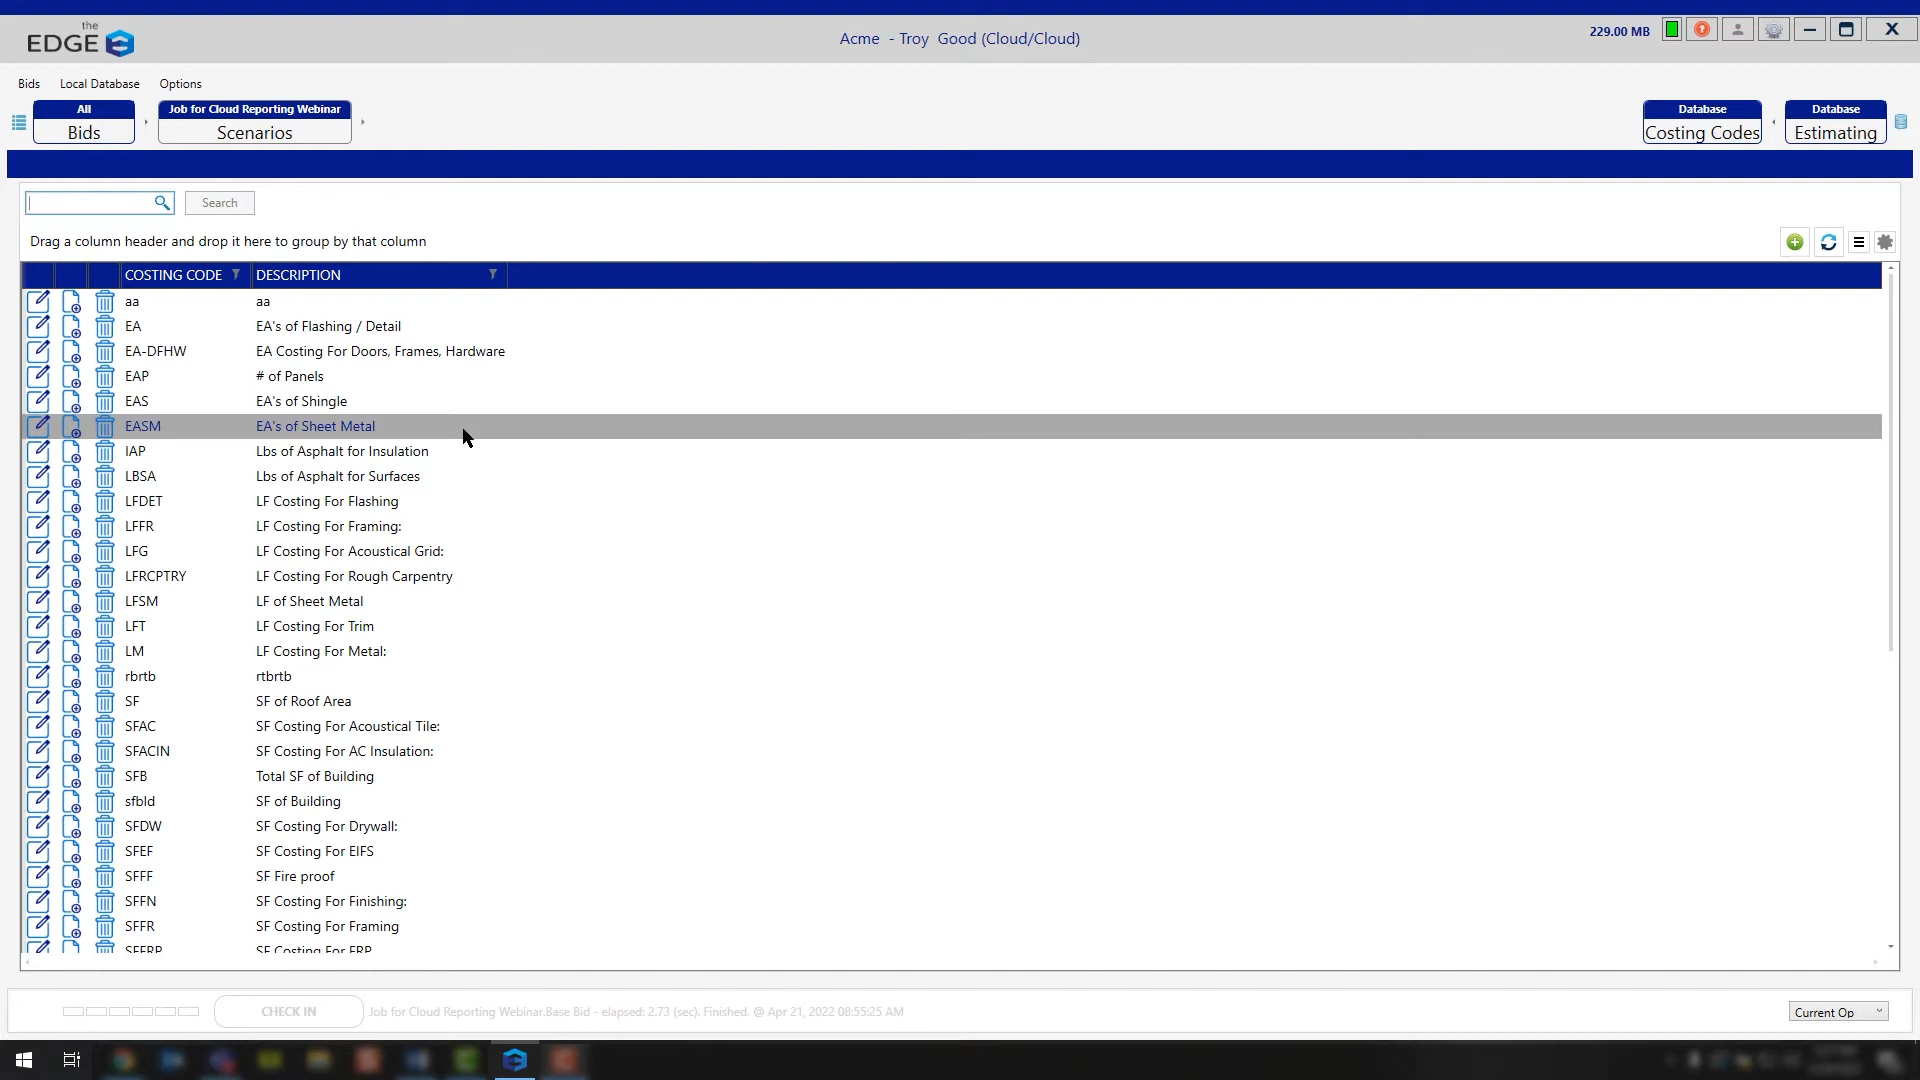 the
EDGE
Acme - Troy Good (Cloud/Cloud)
229.00 MB
Bids Local Database Options
All
Bids
Job for Cloud Reporting Webinar
Scenarios
Database
Costing Codes
Database
Estimating
Search
Drag a column header and drop it here to group by that column
COSTING CODE DESCRIPTION
aa aa
EA EA's of Flashing / Detail
EA-DFHW EA Costing For Doors, Frames, Hardware
EAP # of Panels
EAS EA's of Shingle
EASM EA's of Sheet Metal
IAP Lbs of Asphalt for Insulation
LBSA Lbs of Asphalt for Surfaces
LFDET LF Costing For Flashing
LFFR LF Costing For Framing:
LFG LF Costing For Acoustical Grid:
LFRCPTRY LF Costing For Rough Carpentry
LFSM LF of Sheet Metal
LFT LF Costing For Trim
LM LF Costing For Metal:
rbrtb rtbrtb
SF SF of Roof Area
SFAC SF Costing For Acoustical Tile:
SFACIN SF Costing For AC Insulation:
SFB Total SF of Building
sfbld SF of Building
SFDW SF Costing For Drywall:
SFEF SF Costing For EIFS
SFFF SF Fire proof
SFFN SF Costing For Finishing:
SFFR SF Costing For Framing
SFFRP SF Costing For FRP
CHECK IN
Job for Cloud Reporting Webinar.Base Bid - elapsed: 2.73 (sec). Finished. @ Apr 21, 2022 08:55:25 AM
Current Op